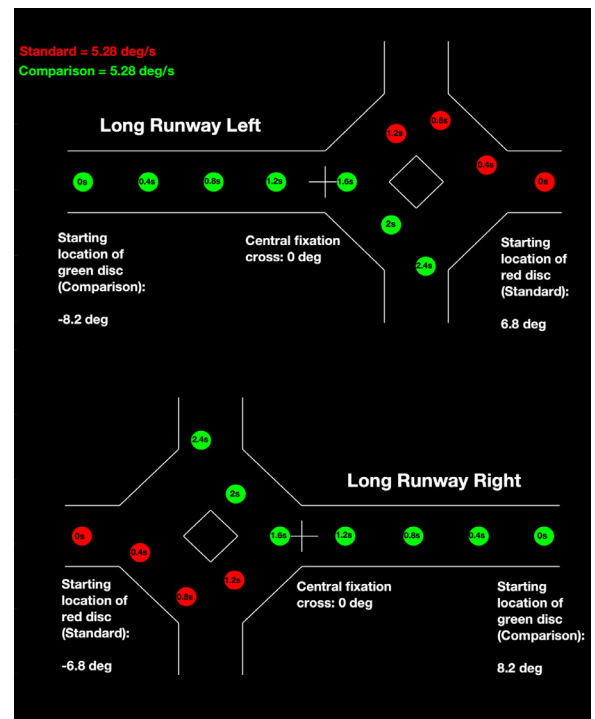 Standard = 5.28 deg/s
Comparison = 5.28 deg/s
Long Runway Left
1.2s
0.8s
0.4s
0s
0s
0.4s
0.8s
1.2s
1.6s
2s
2.4s
Starting
location of
green disc
(Comparison):
-8.2 deg
Central fixation
cross: 0 deg
Starting
location of
red disc
(Standard):
6.8 deg
2.4s
Long Runway Right
2s
0s
0.4s
1.6s
1.2s
0.8s
0.4s
0s
0.8s
1.2s
Starting
location of
red disc
(Standard):
-6.8 deg
Central fixation
cross: 0 deg
Starting
location of
green disc
(Comparison):
8.2 deg